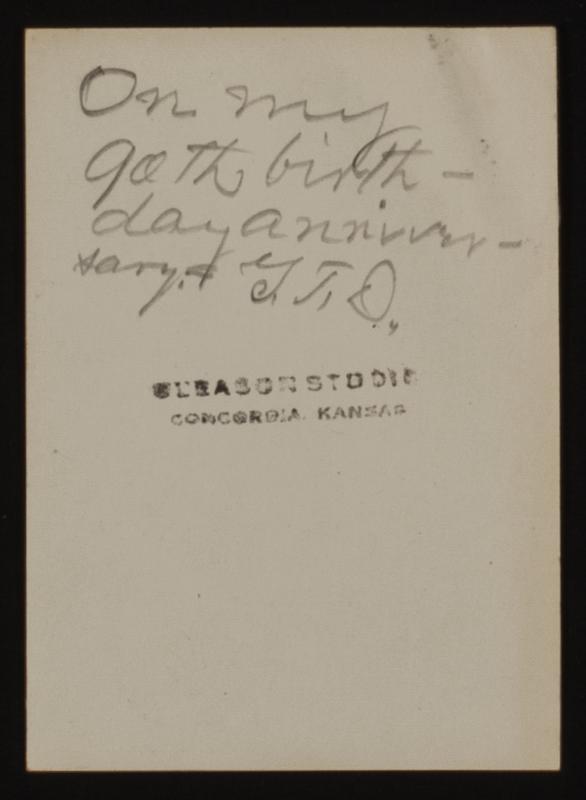 On my
90th birth-
day anniver-
sary. G. T. D.,
GLEASON STUDIO
CONCORDIA, KANSAS